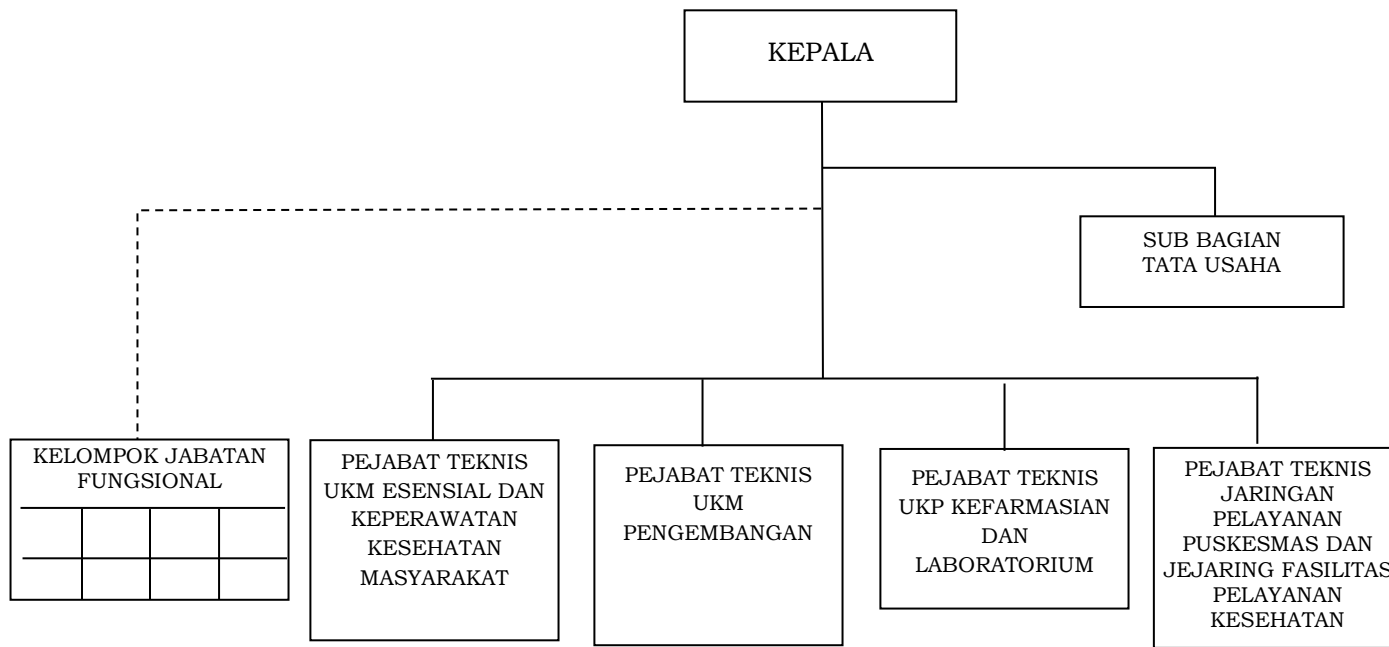 KEPALA
SUB BAGIAN
TATA USAHA
KELOMPOK JABATAN
FUNGSIONAL
PEJABAT TEKNIS
UKM ESENSIAL DAN
KEPERAWATAN
KESEHATAN
MASYARAKAT
PEJABAT TEKNIS
UKM
PENGEMBANGAN
PEJABAT TEKNIS
UKP KEFARMASIAN
DAN
LABORATORIUM
PEJABAT TEKNIS
JARINGAN
PELAYANAN
PUSKESMAS DAN
JEJARING FASILITAS
PELAYANAN
KESEHATAN